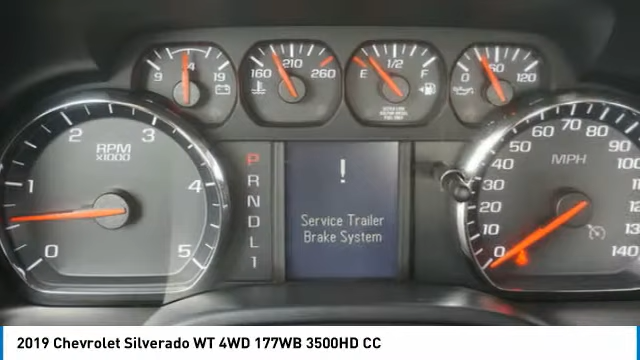 9 14 19
160 210 260
E 1/2 F
0 60 120
RPM
X1000
0 1 2 3 4 5
P
R
N
D
L
1
!
Service Trailer
Brake System
MPH
0 10 20 30 40 50 60 70 80 90 100
140
2019 Chevrolet Silverado WT 4WD 177WB 3500HD CC